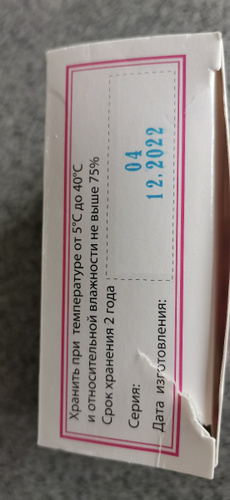 Хранить при температуре от 5°С до 40°С
и относительной влажности не выше 75%
Срок хранения 2 года
Серия: 04
Дата изготовления: 12.2022